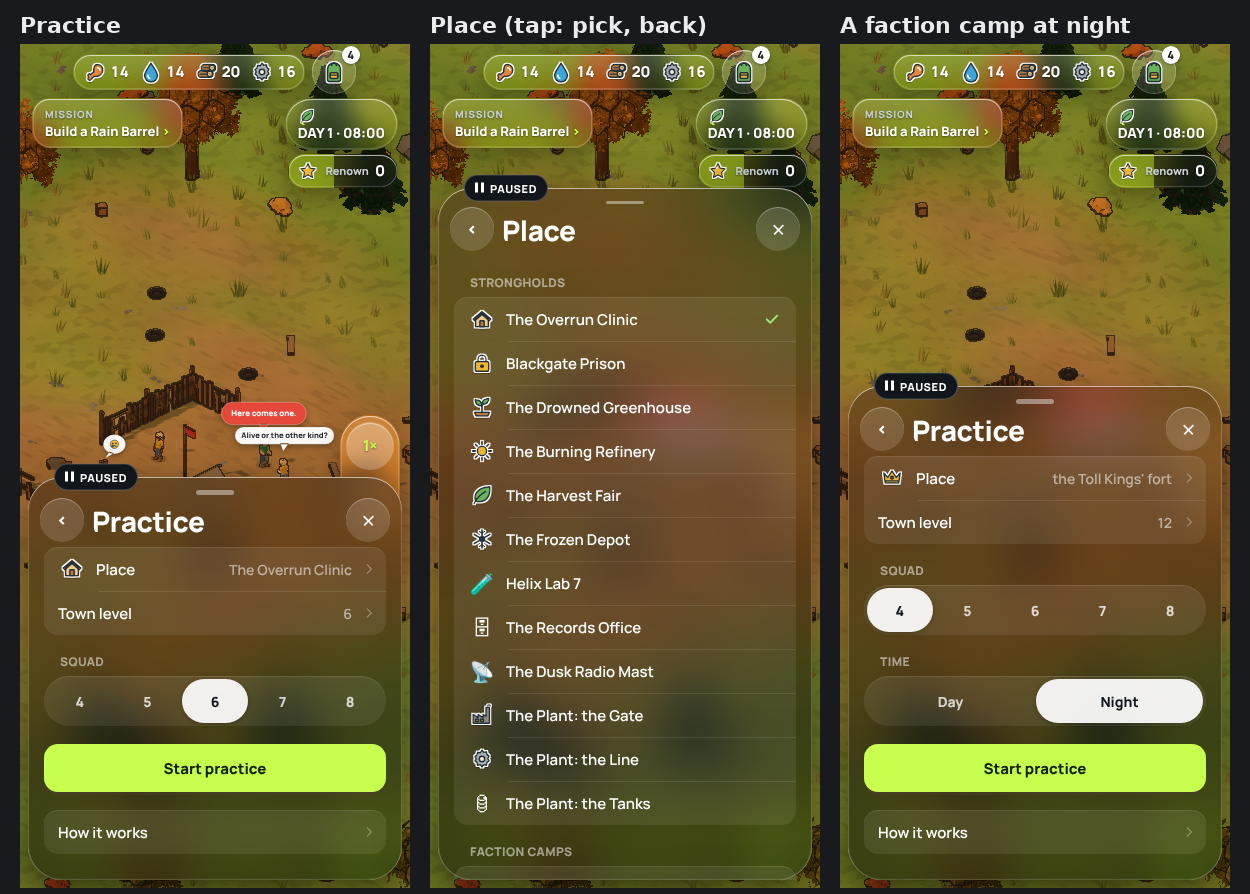 Practice
14 14 20 16 4
MISSION
Build a Rain Barrel ›
DAY 1 · 08:00
Renown 0
Here comes one.
Alive or the other kind?
1×
PAUSED
Practice
Place The Overrun Clinic
Town level 6
SQUAD
4 5 6 7 8
Start practice
How it works
Place (tap: pick, back)
14 14 20 16 4
MISSION
Build a Rain Barrel ›
DAY 1 · 08:00
Renown 0
PAUSED
Place
STRONGHOLDS
The Overrun Clinic
Blackgate Prison
The Drowned Greenhouse
The Burning Refinery
The Harvest Fair
The Frozen Depot
Helix Lab 7
The Records Office
The Dusk Radio Mast
The Plant: the Gate
The Plant: the Line
The Plant: the Tanks
FACTION CAMPS
A faction camp at night
14 14 20 16 4
MISSION
Build a Rain Barrel ›
DAY 1 · 08:00
Renown 0
PAUSED
Practice
Place the Toll Kings' fort
Town level 12
SQUAD
4 5 6 7 8
TIME
Day Night
Start practice
How it works